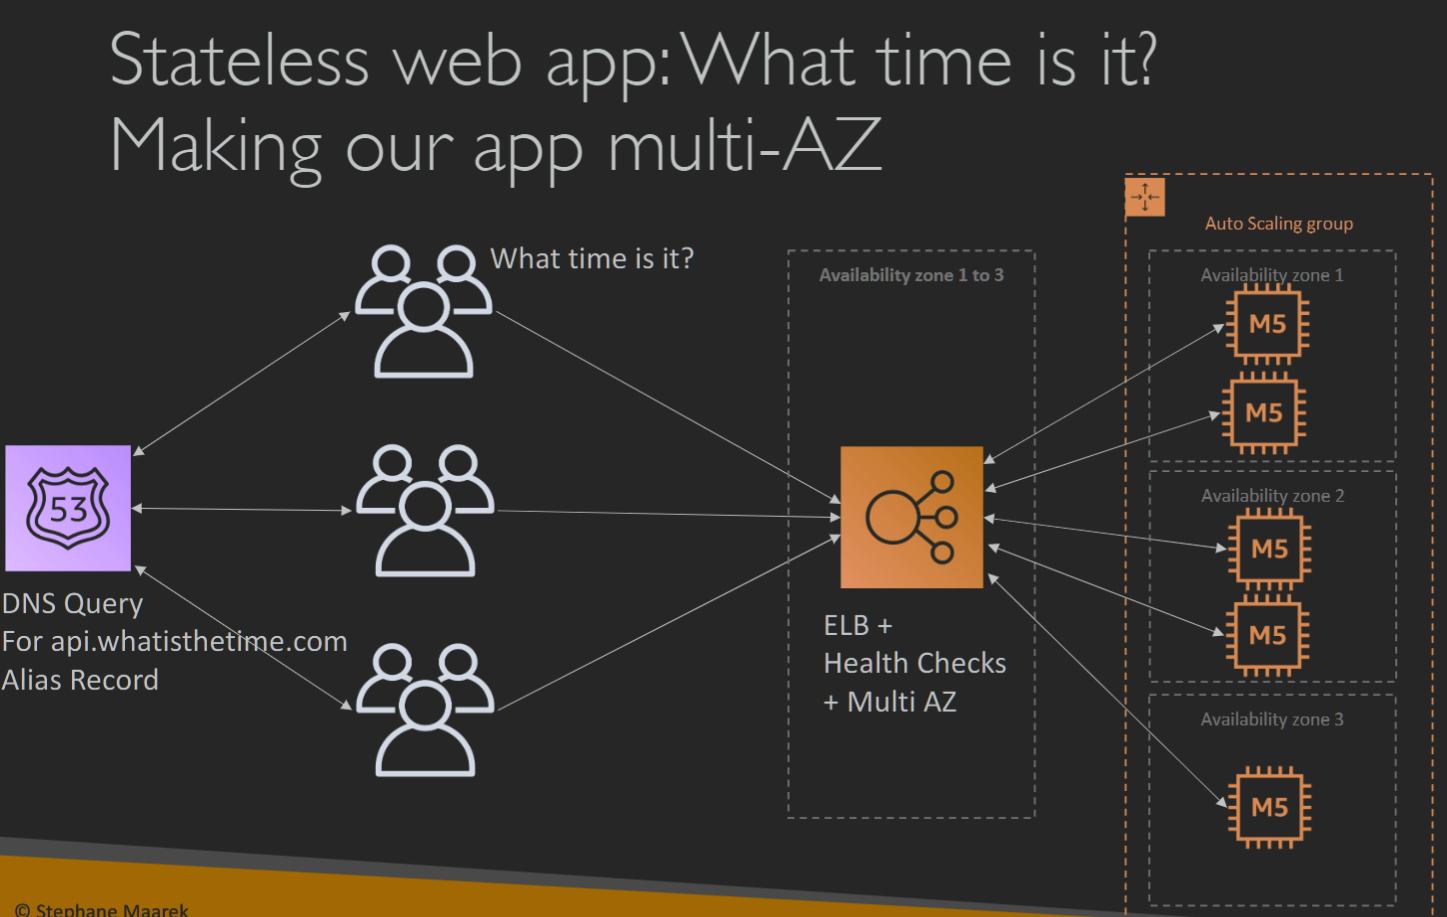 Stateless web app: What time is it?
Making our app multi-AZ
What time is it?
53
DNS Query
For api.whatisthetime.com
Alias Record
Availability zone 1 to 3
ELB +
Health Checks
+ Multi AZ
Auto Scaling group
Availability zone 1
M5
M5
Availability zone 2
M5
M5
Availability zone 3
M5
© Stephane Maarek